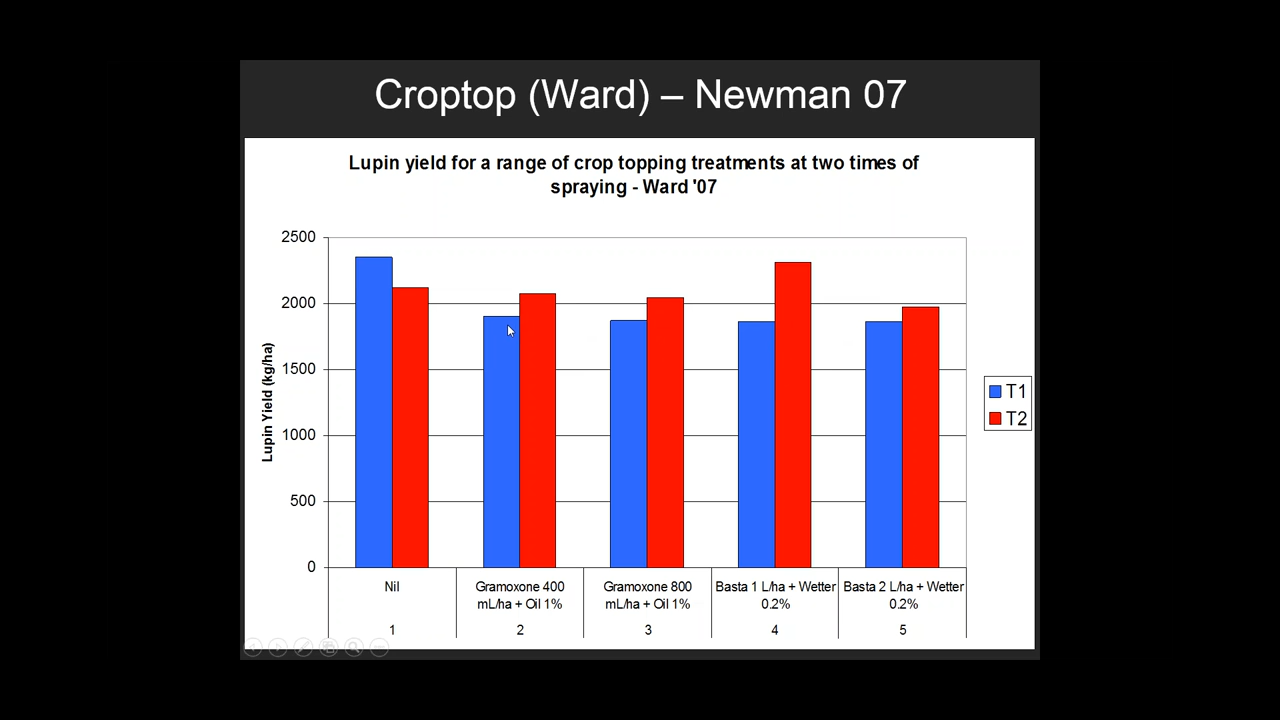 Croptop (Ward) – Newman 07
Lupin yield for a range of crop topping treatments at two times of
spraying - Ward '07
2500
2000
1500
1000
500
0
Lupin Yield (kg/ha)
T1
T2
Nil
Gramoxone 400
mL/ha + Oil 1%
Gramoxone 800
mL/ha + Oil 1%
Basta 1 L/ha + Wetter
0.2%
Basta 2 L/ha + Wetter
0.2%
1
2
3
4
5